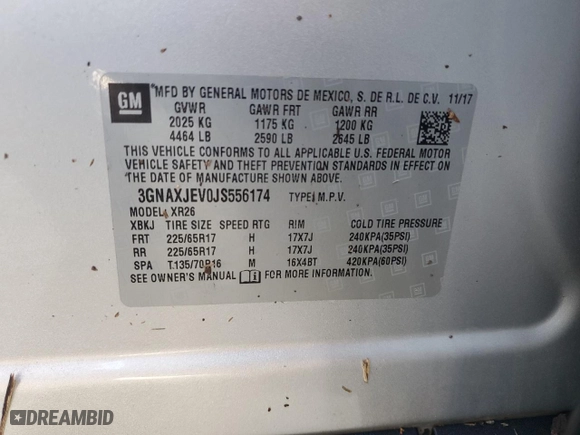 GM
*MFD BY GENERAL MOTORS DE MEXICO, S. DE R.L. DE C.V. 11/17
GVWR GAWR FRT GAWR RR
2025 KG 1175 KG 1200 KG
4464 LB 2590 LB 2645 LB
THIS VEHICLE CONFORMS TO ALL APPLICABLE U.S. FEDERAL MOTOR
VEHICLE SAFETY AND THEFT PREVENTION STANDARDS IN EFFECT ON
THE DATE OF MANUFACTURE SHOWN ABOVE.
3GNAXJEV0JS556174 TYPE: M.P.V.
MODEL: XR26
XBKJ TIRE SIZE SPEED RTG RIM COLD TIRE PRESSURE
FRT 225/65R17 H 17X7J 240KPA(35PSI)
RR 225/65R17 H 17X7J 240KPA(35PSI)
SPA T135/70R16 M 16X4BT 420KPA(60PSI)
SEE OWNER'S MANUAL FOR MORE INFORMATION.
DREAMBID